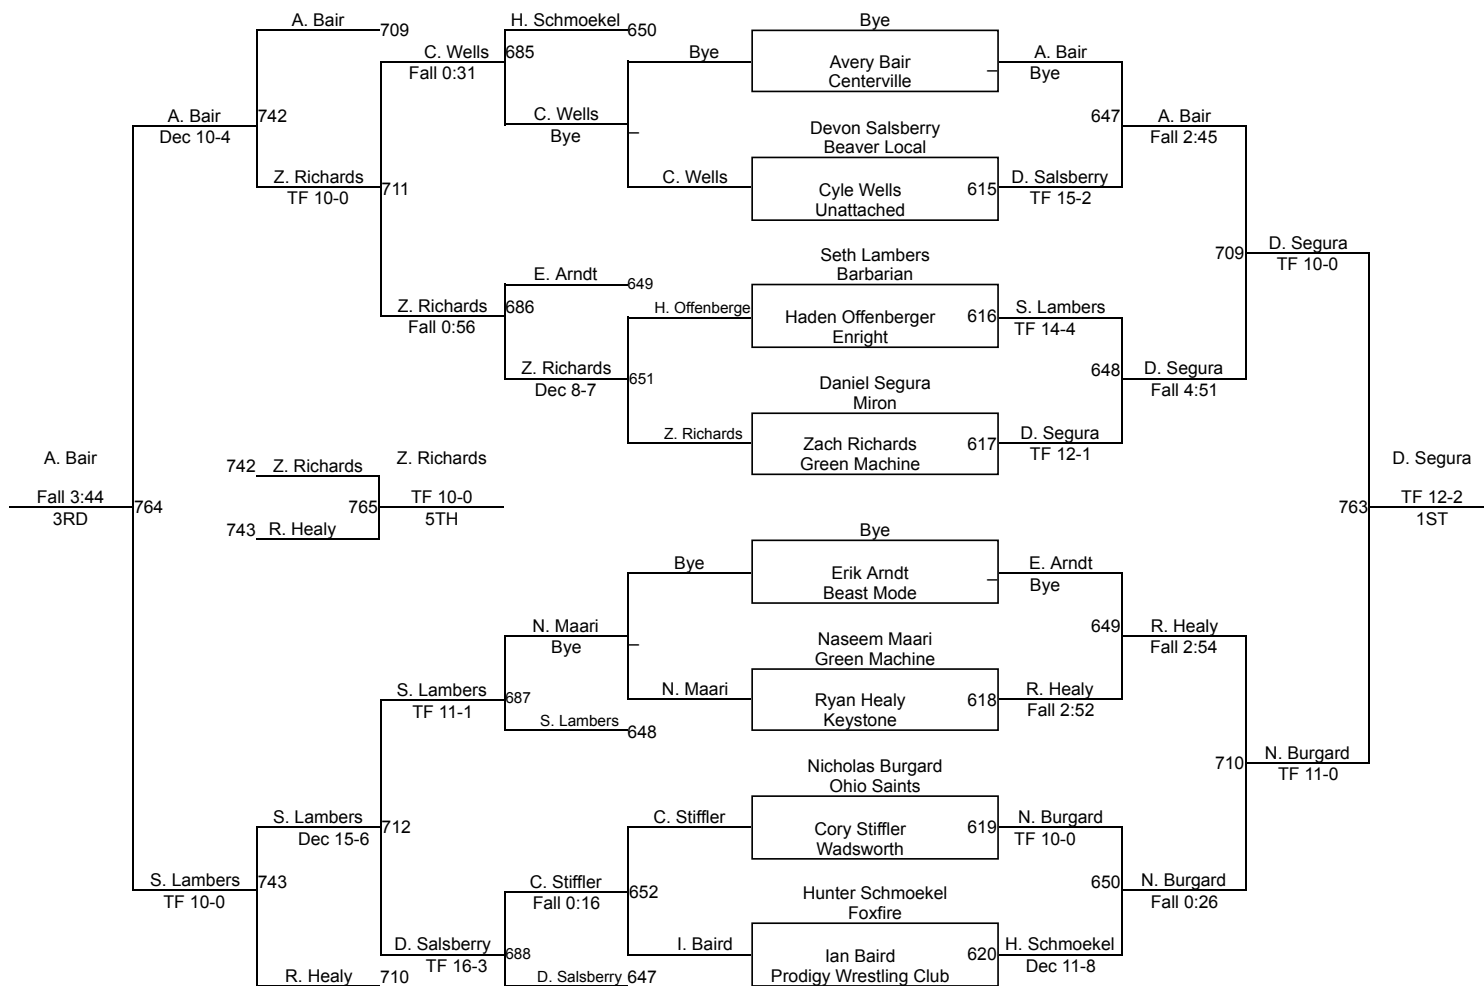 A. Bair
709
H. Schmoekel
650
Bye
C. Wells
685
Fall 0:31
Bye
Avery Bair
Centerville
A. Bair
Bye
A. Bair
742
Dec 10-4
C. Wells
Bye
647
A. Bair
Fall 2:45
Devon Salsberry
Beaver Local
Z. Richards
TF 10-0
711
C. Wells
Cyle Wells
Unattached
615
D. Salsberry
TF 15-2
Seth Lambers
Barbarian
709
D. Segura
TF 10-0
E. Arndt
649
Z. Richards
686
Fall 0:56
H. Offenberge
Haden Offenberger
Enright
616
S. Lambers
TF 14-4
Z. Richards
651
Dec 8-7
648
D. Segura
Fall 4:51
Daniel Segura
Miron
Z. Richards
Zach Richards
Green Machine
617
D. Segura
TF 12-1
A. Bair
Fall 3:44
3RD
764
742
Z. Richards
743
R. Healy
765
Z. Richards
TF 10-0
5TH
763
D. Segura
TF 12-2
1ST
Bye
Bye
Erik Arndt
Beast Mode
E. Arndt
Bye
N. Maari
Bye
649
R. Healy
Fall 2:54
Naseem Maari
Green Machine
S. Lambers
687
TF 11-1
N. Maari
Ryan Healy
Keystone
618
R. Healy
Fall 2:52
S. Lambers
648
Nicholas Burgard
Ohio Saints
710
N. Burgard
TF 11-0
S. Lambers
712
Dec 15-6
C. Stiffler
Cory Stiffler
Wadsworth
619
N. Burgard
TF 10-0
S. Lambers
743
TF 10-0
C. Stiffler
652
Fall 0:16
650
N. Burgard
Fall 0:26
Hunter Schmoekel
Foxfire
D. Salsberry
688
TF 16-3
I. Baird
Ian Baird
Prodigy Wrestling Club
620
H. Schmoekel
Dec 11-8
R. Healy
710
D. Salsberry
647